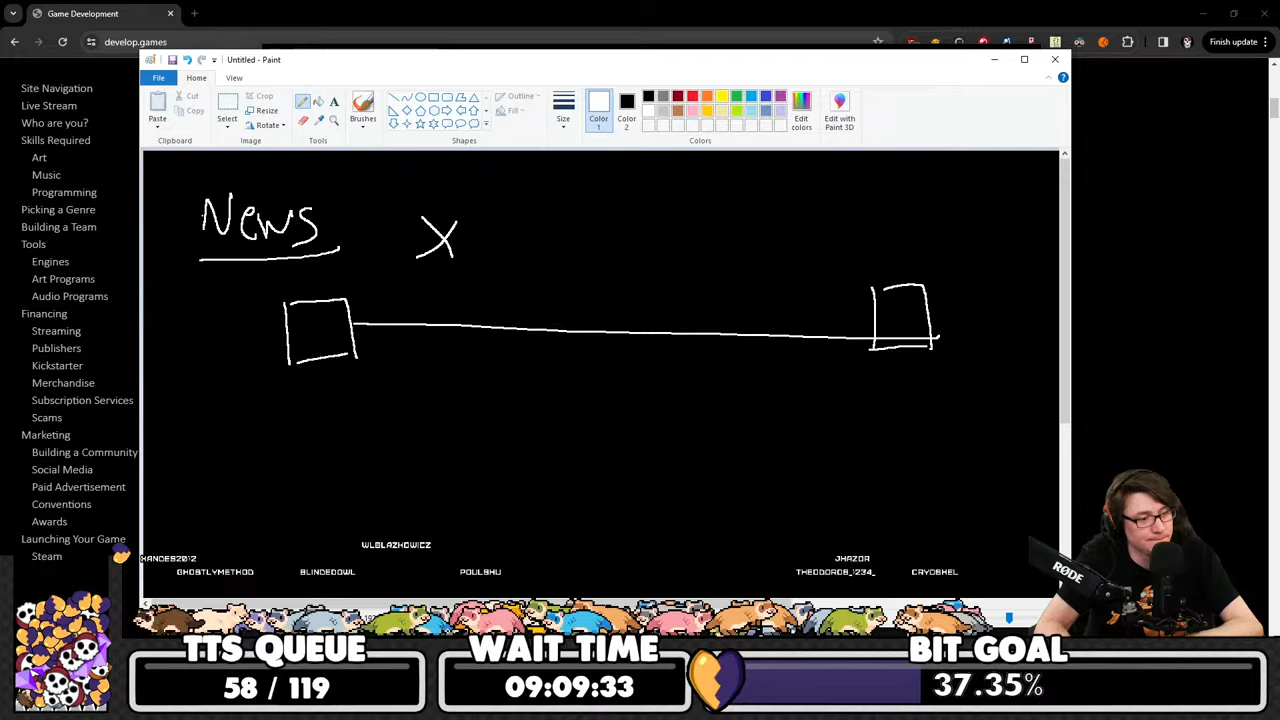 Game Development
develop.games
Finish update
Untitled - Paint
File
Home
View
Paste
Cut
Copy
Clipboard
Select
Crop
Resize
Rotate
Image
Tools
Brushes
Shapes
Outline
Fill
Size
Color 1
Color 2
Edit colors
Edit with Paint 3D
Colors
Site Navigation
Live Stream
Who are you?
Skills Required
Art
Music
Programming
Picking a Genre
Building a Team
Tools
Engines
Art Programs
Audio Programs
Financing
Streaming
Publishers
Kickstarter
Merchandise
Subscription Services
Scams
Marketing
Building a Community
Social Media
Paid Advertisement
Conventions
Awards
Launching Your Game
Steam
News X
WLBLAZKOWICZ
XANDES2012
GHOSTLYMETHOD
BLINDEDOWL
POULSHU
JHAZOR
THEODOROS_1234_
CRYOSHEL
RØDE
TTS QUEUE
58 / 119
WAIT TIME
09:09:33
BIT GOAL
37.35%